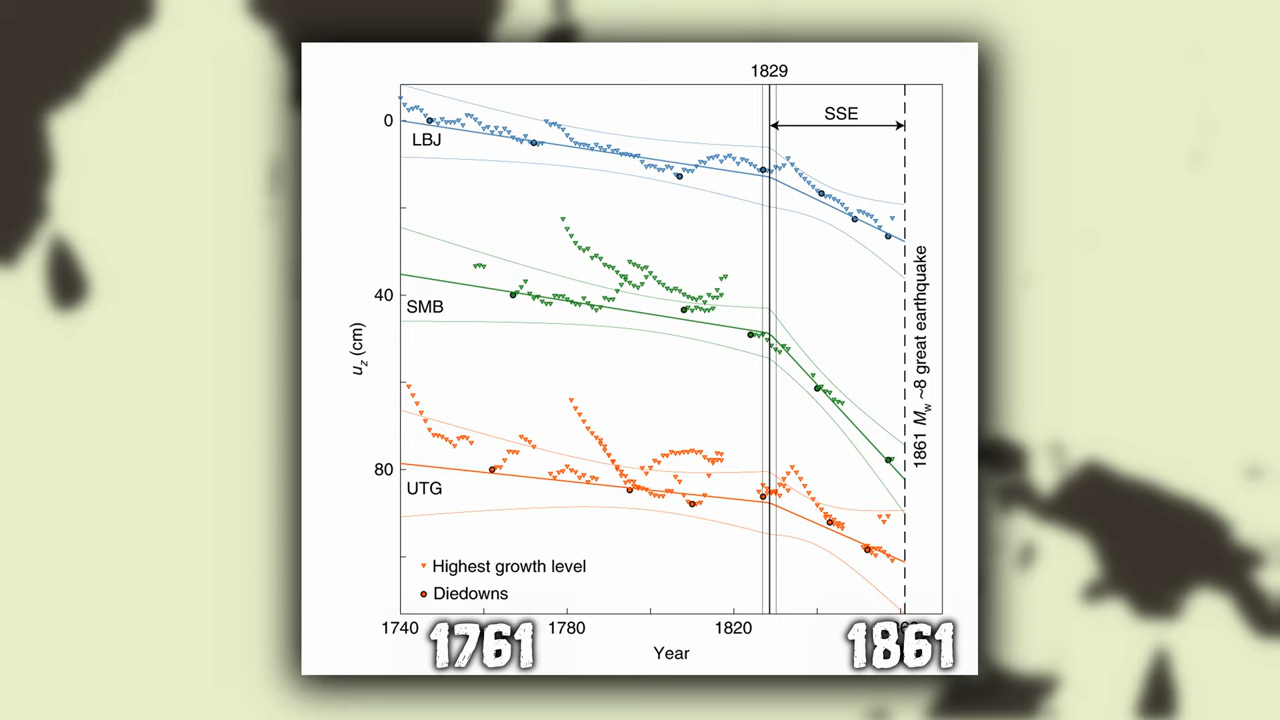 1829
SSE
0
LBJ
40
SMB
u_z (cm)
80
UTG
1861 M_w ~8 great earthquake
Highest growth level
Diedowns
1740 1780 1820
1761 1861
Year